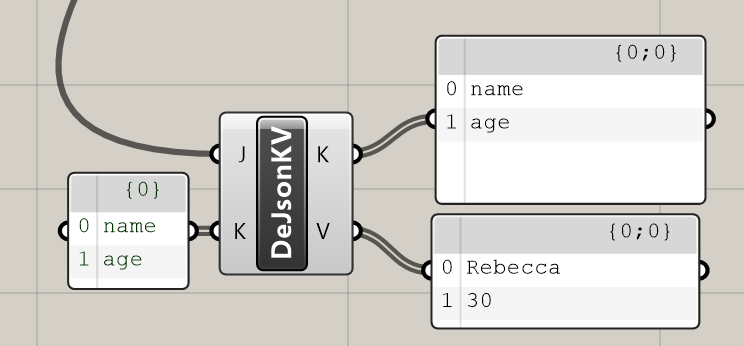 {0;0}
0 name
1 age
J
DeJsonKV
K
{0}
0 name
1 age
K
V
{0;0}
0 Rebecca
1 30